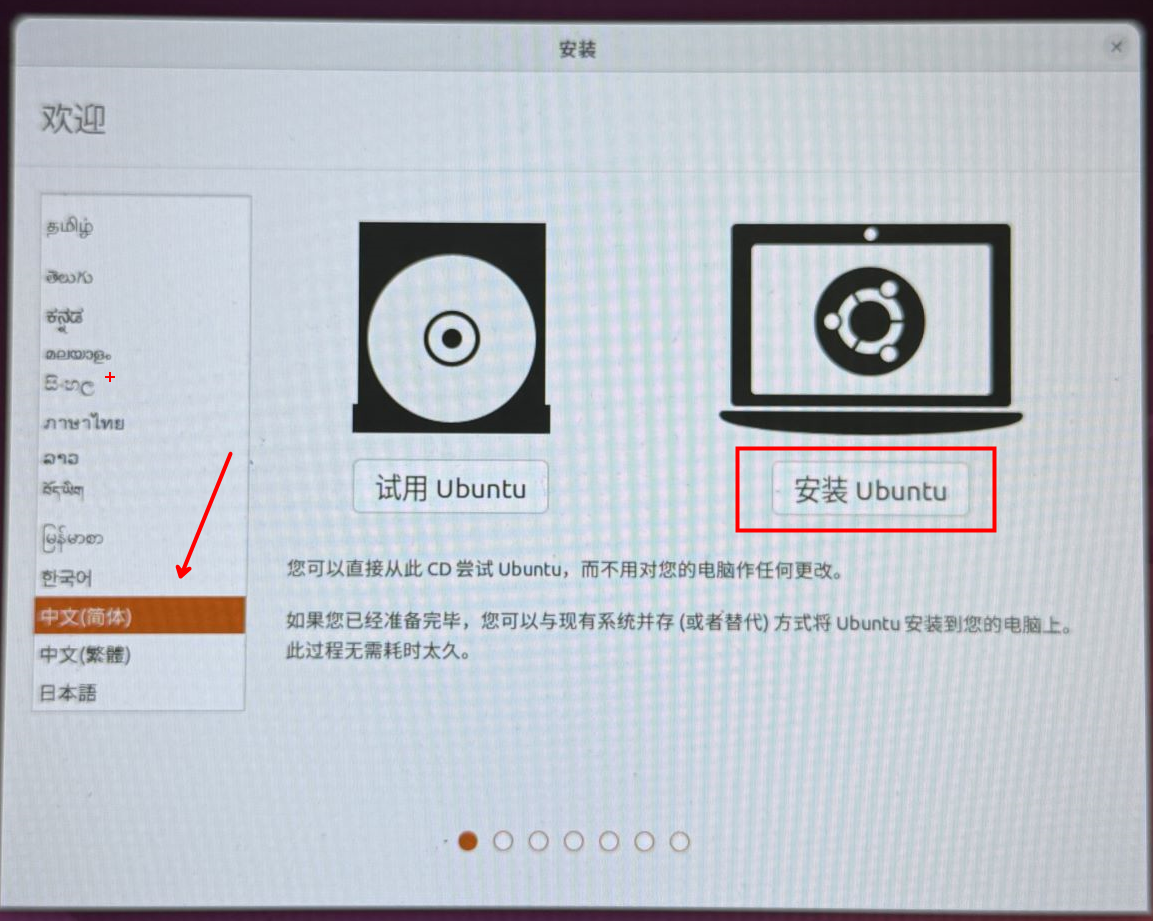 安装
欢迎
தமிழ்
తెలుగు
ಕನ್ನಡ
മലയാളം
සිංහල
ภาษาไทย
ລາວ
རྫོང་ཁ
မြန်မာစာ
한국어
中文(简体)
中文(繁體)
日本語
试用 Ubuntu
安装 Ubuntu
您可以直接从此 CD 尝试 Ubuntu，而不用对您的电脑作任何更改。
如果您已经准备完毕，您可以与现有系统并存 (或者替代) 方式将 Ubuntu 安装到您的电脑上。
此过程无需耗时太久。